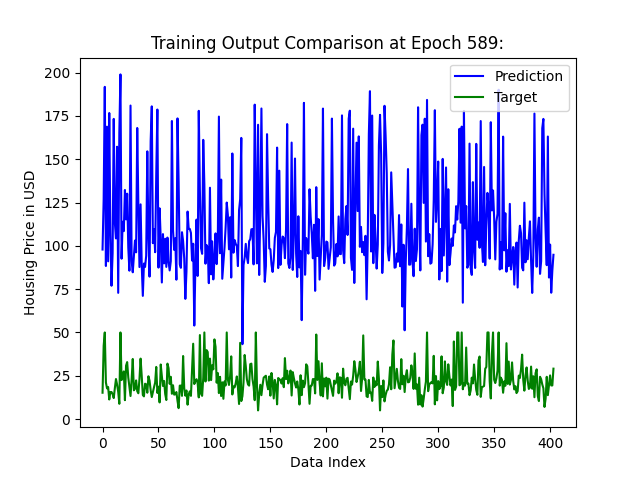 Training Output Comparison at Epoch 589:
Prediction
Target
Housing Price in USD
200
175
150
125
100
75
50
25
0
0 50 100 150 200 250 300 350 400
Data Index